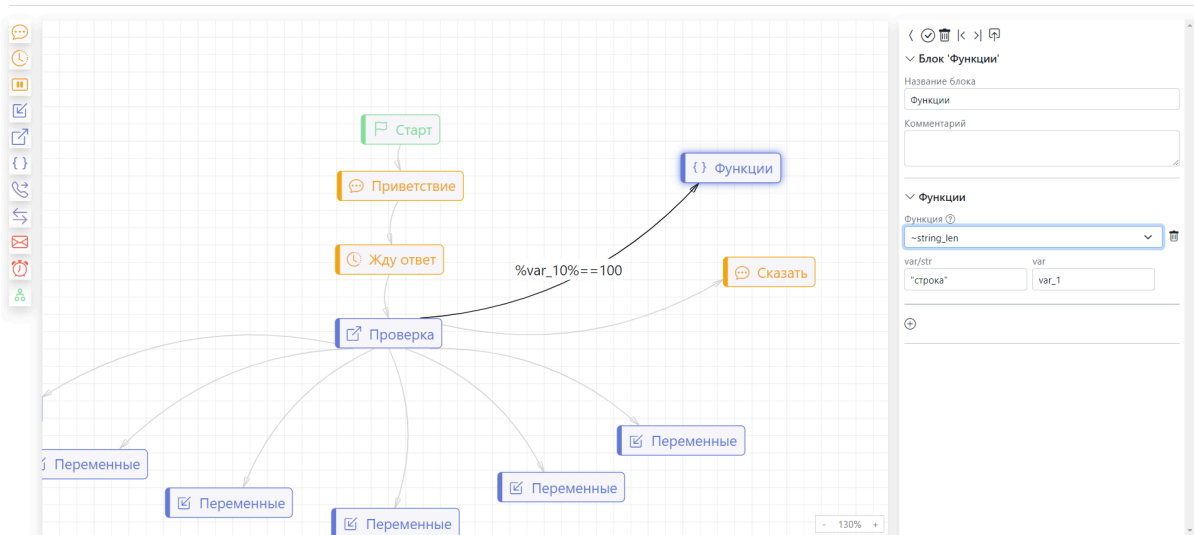 Старт
Приветствие
Жду ответ
Проверка
%var_10%==100
{ } Функции
Сказать
Переменные
Переменные
Переменные
Переменные
Переменные
- 130% +
Блок 'Функции'
Название блока
Функции
Комментарий
Функции
Функция
~string_len
var/str
var
"строка"
var_1